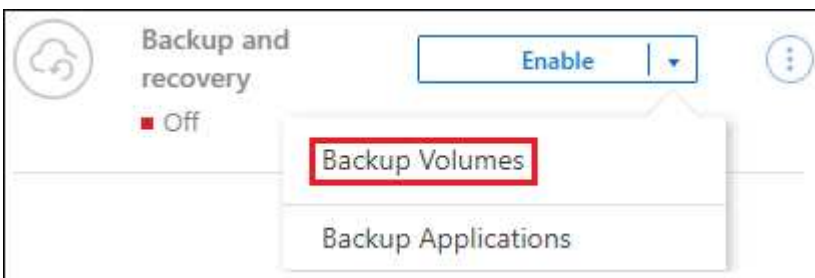 Backup and
recovery
Enable
Off
Backup Volumes
Backup Applications